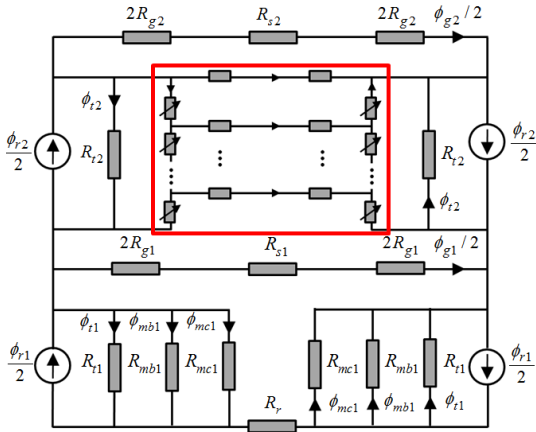 2R_{g2} R_{s2} 2R_{g2} ϕ_{g2}/2
ϕ_{t2}
ϕ_{r2}/2 R_{t2} R_{t2} ϕ_{r2}/2
ϕ_{t2}
2R_{g1} R_{s1} 2R_{g1} ϕ_{g1}/2
ϕ_{t1} ϕ_{mb1} ϕ_{mc1}
ϕ_{r1}/2 R_{t1} R_{mb1} R_{mc1} R_{mc1} R_{mb1} R_{t1} ϕ_{r1}/2
R_r ϕ_{mc1} ϕ_{mb1} ϕ_{t1}